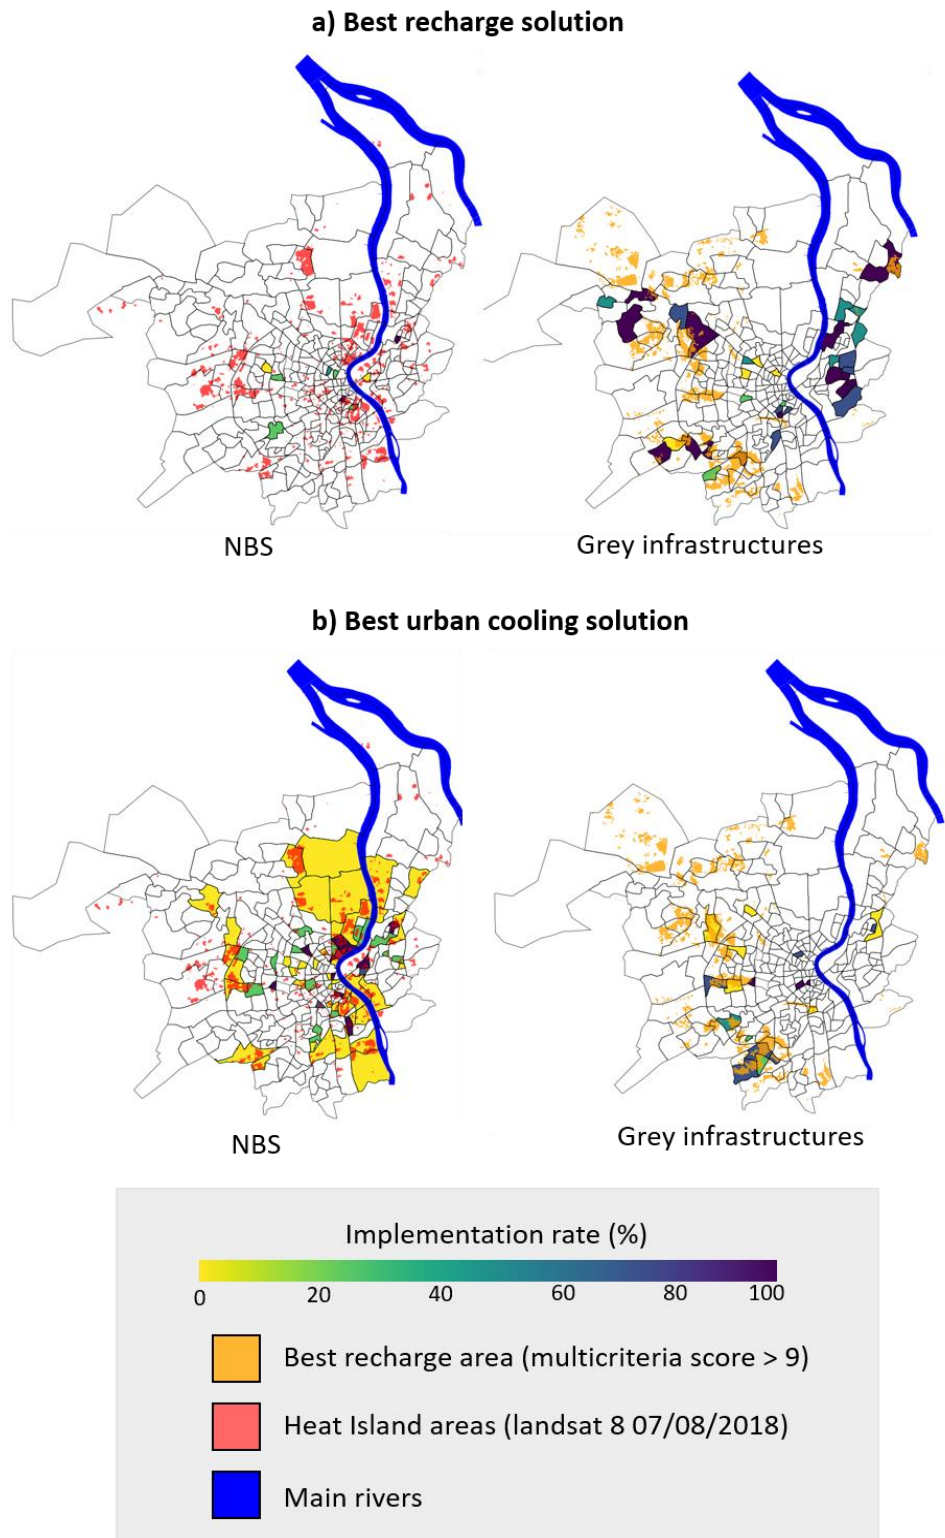 a) Best recharge solution
NBS
Grey infrastructures
b) Best urban cooling solution
NBS
Grey infrastructures
Implementation rate (%)
0 20 40 60 80 100
Best recharge area (multicriteria score > 9)
Heat Island areas (landsat 8 07/08/2018)
Main rivers